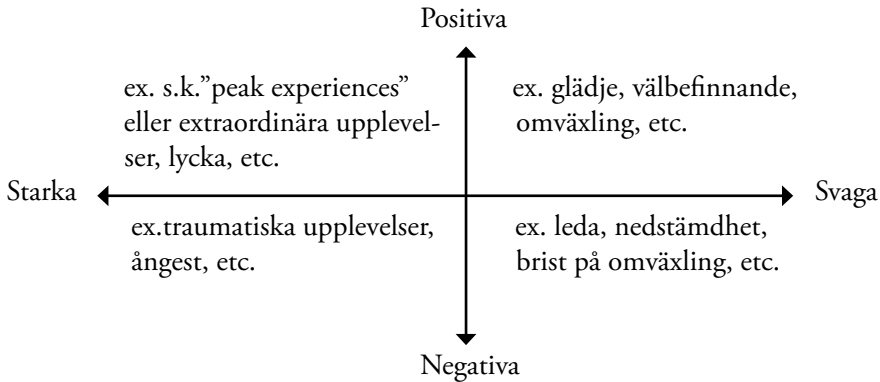 Positiva
ex. s.k.”peak experiences”
eller extraordinära upplevel-
ser, lycka, etc.
ex. glädje, välbefinnande,
omväxling, etc.
Starka
Svaga
ex.traumatiska upplevelser,
ångest, etc.
ex. leda, nedstämdhet,
brist på omväxling, etc.
Negativa